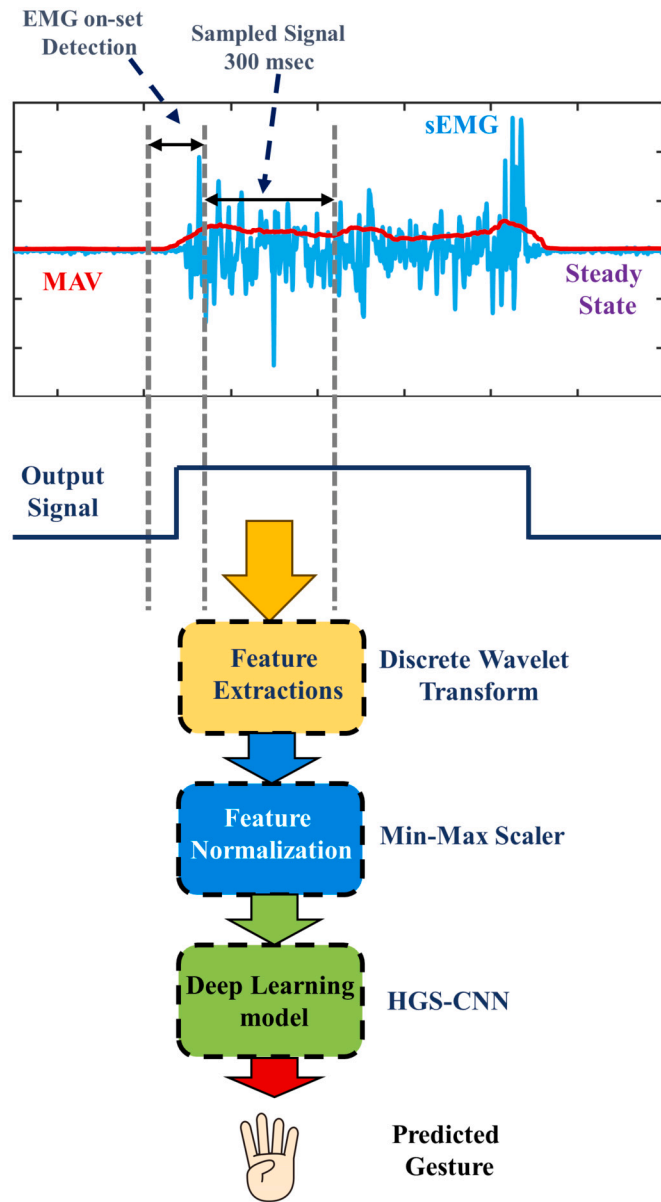 EMG on-set
Detection
Sampled Signal
300 msec
sEMG
MAV
Steady
State
Output
Signal
Feature
Extractions
Discrete Wavelet
Transform
Feature
Normalization
Min-Max Scaler
Deep Learning
model
HGS-CNN
Predicted
Gesture